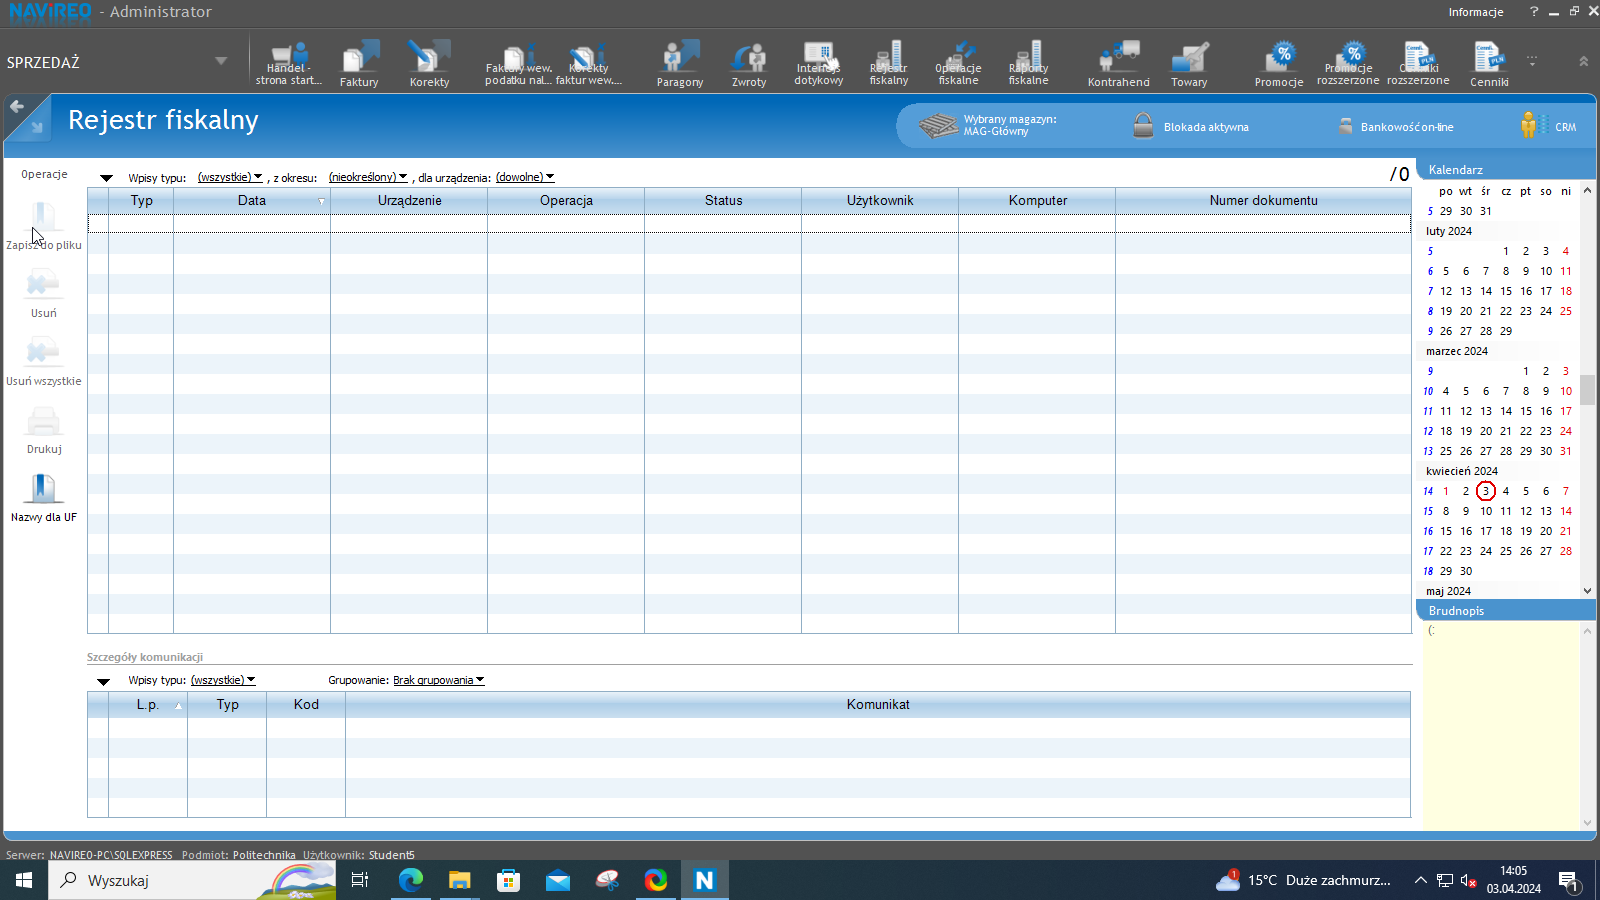 NAVIREO - Administrator
Informacje
SPRZEDAŻ
Handel -
strona start...
Faktury
Korekty
Faktury wew.
podatku nal...
Korekty
faktur wew....
Paragony
Zwroty
Interfejs
dotykowy
Rejestr
fiskalny
Operacje
fiskalne
Raporty
fiskalne
Kontrahend
Towary
Promocje
Promocje
rozszerzone
Cenniki
rozszerzone
Cenniki
Rejestr fiskalny
Wybrany magazyn:
MAG-Główny
Blokada aktywna
Bankowość on-line
CRM
Operacje
Zapisz do pliku
Usuń
Usuń wszystkie
Drukuj
Nazwy dla UF
Wpisy typu: (wszystkie) , z okresu: (nieokreślony) , dla urządzenia: (dowolne)
/0
Typ Data Urządzenie Operacja Status Użytkownik Komputer Numer dokumentu
Szczegóły komunikacji
Wpisy typu: (wszystkie) Grupowanie: Brak grupowania
L.p. Typ Kod Komunikat
Kalendarz
po wt śr cz pt so ni
5 29 30 31
luty 2024
5 1 2 3 4
6 5 6 7 8 9 10 11
7 12 13 14 15 16 17 18
8 19 20 21 22 23 24 25
9 26 27 28 29
marzec 2024
9 1 2 3
10 4 5 6 7 8 9 10
11 11 12 13 14 15 16 17
12 18 19 20 21 22 23 24
13 25 26 27 28 29 30 31
kwiecień 2024
14 1 2 3 4 5 6 7
15 8 9 10 11 12 13 14
16 15 16 17 18 19 20 21
17 22 23 24 25 26 27 28
18 29 30
maj 2024
Brudnopis
(:
Serwer: NAVIREO-PC\SQLEXPRESS Podmiot: Politechnika Użytkownik: Student5
Wyszukaj
N
1
15°C Duże zachmurz...
14:05
03.04.2024
1